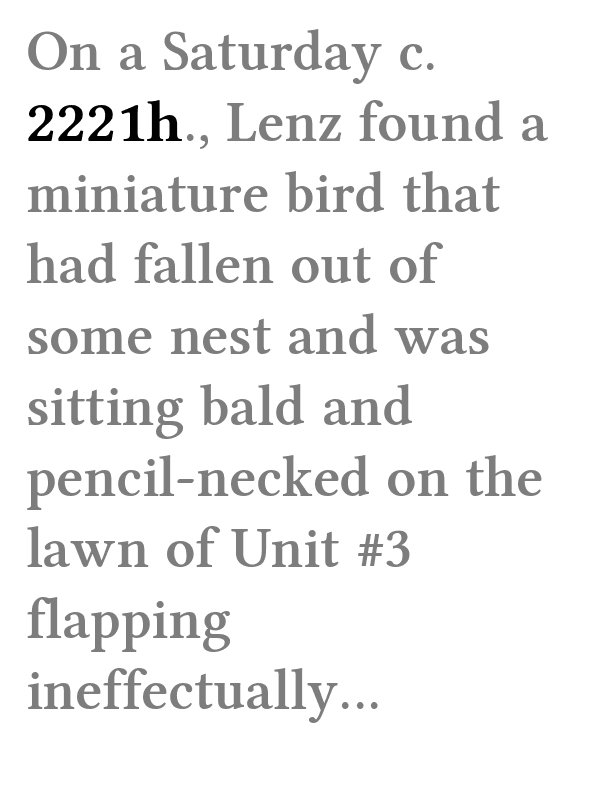 On a Saturday c.
2221h., Lenz found a
miniature bird that
had fallen out of
some nest and was
sitting bald and
pencil-necked on the
lawn of Unit #3
flapping
ineffectually...